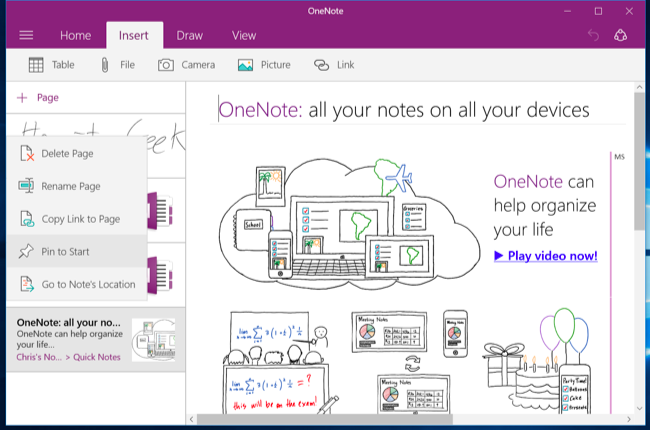 OneNote
Home Insert Draw View
Table File Camera Picture Link
+ Page
Delete Page
Rename Page
Copy Link to Page
Pin to Start
Go to Note's Location
OneNote: all your no...
OneNote can help organize
your life...
Chris's No... > Quick Notes
OneNote: all your notes on all your devices
MS
OneNote can
help organize
your life
▶ Play video now!
School
Groceries
Meeting Notes
Meeting Notes
= ?
this will be on the exam!
Meeting Notes
Party Time!
Balloons
Cake
Presents